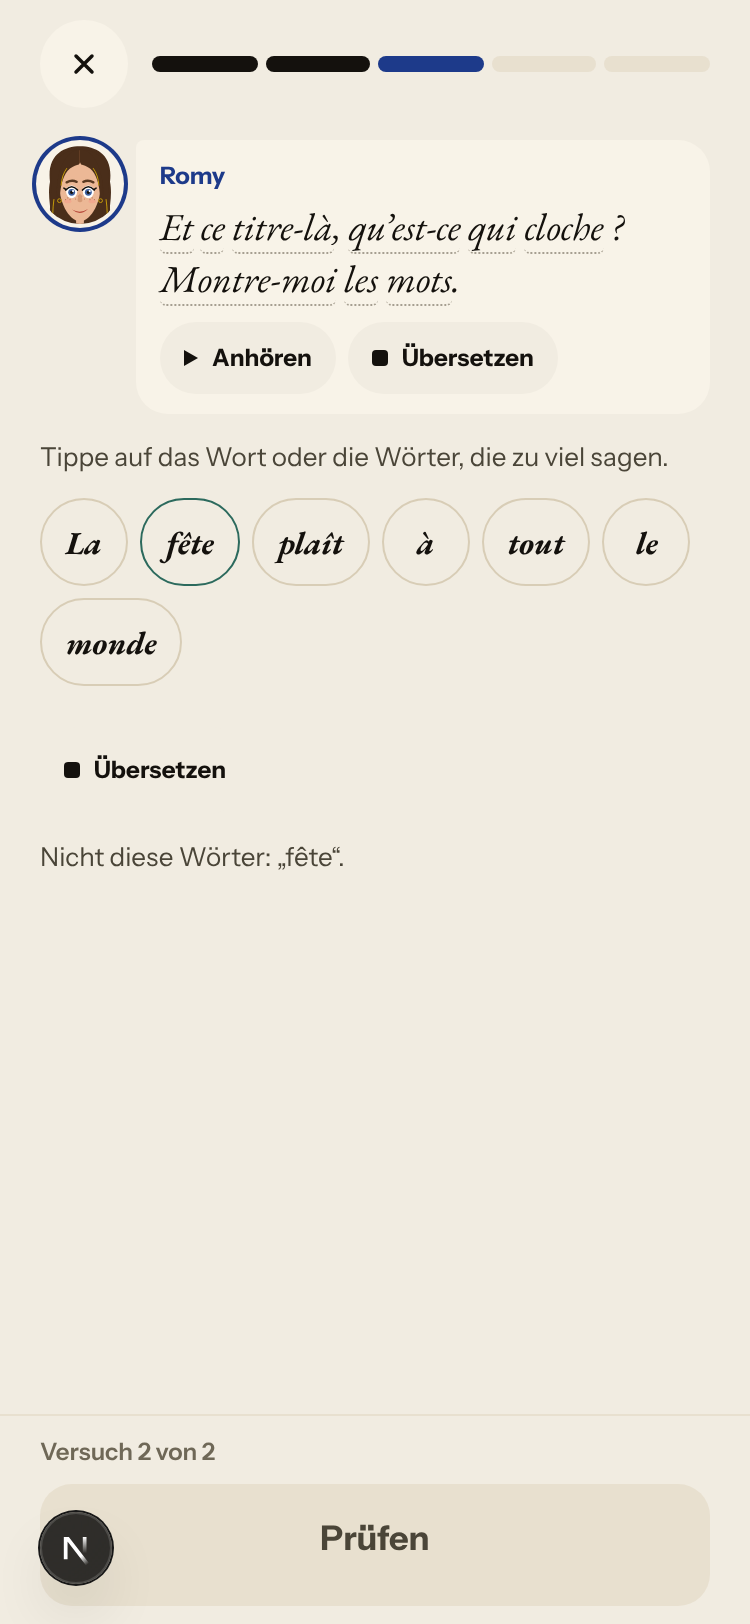 Romy
Et ce titre-là, qu’est-ce qui cloche ?
Montre-moi les mots.
Anhören
Übersetzen
Tippe auf das Wort oder die Wörter, die zu viel sagen.
La fête plaît à tout le
monde
Übersetzen
Nicht diese Wörter: „fête“.
Versuch 2 von 2
Prüfen
N